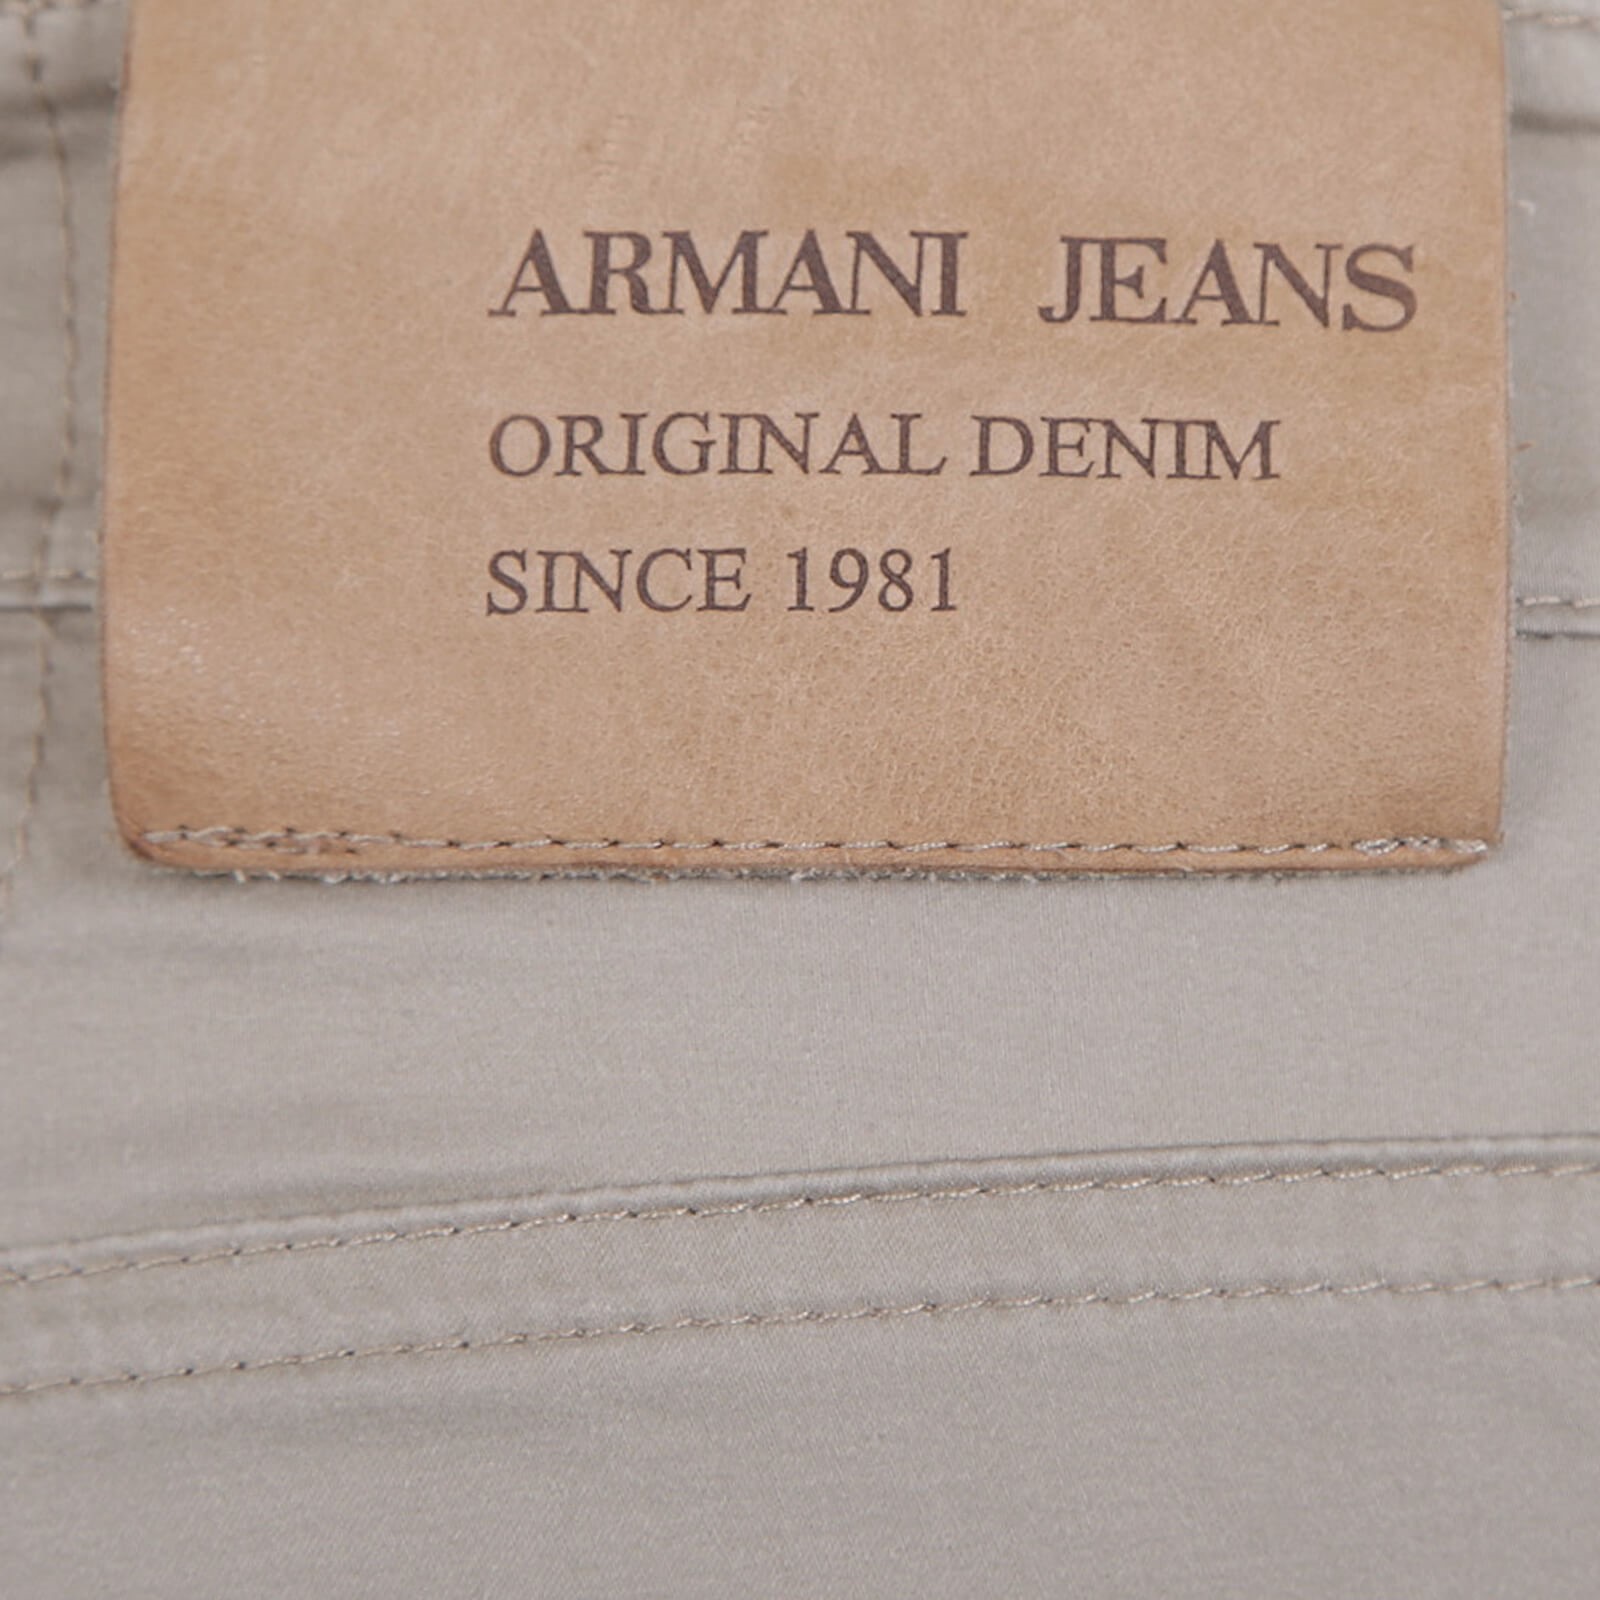 ARMANI JEANS
ORIGINAL DENIM
SINCE 1981